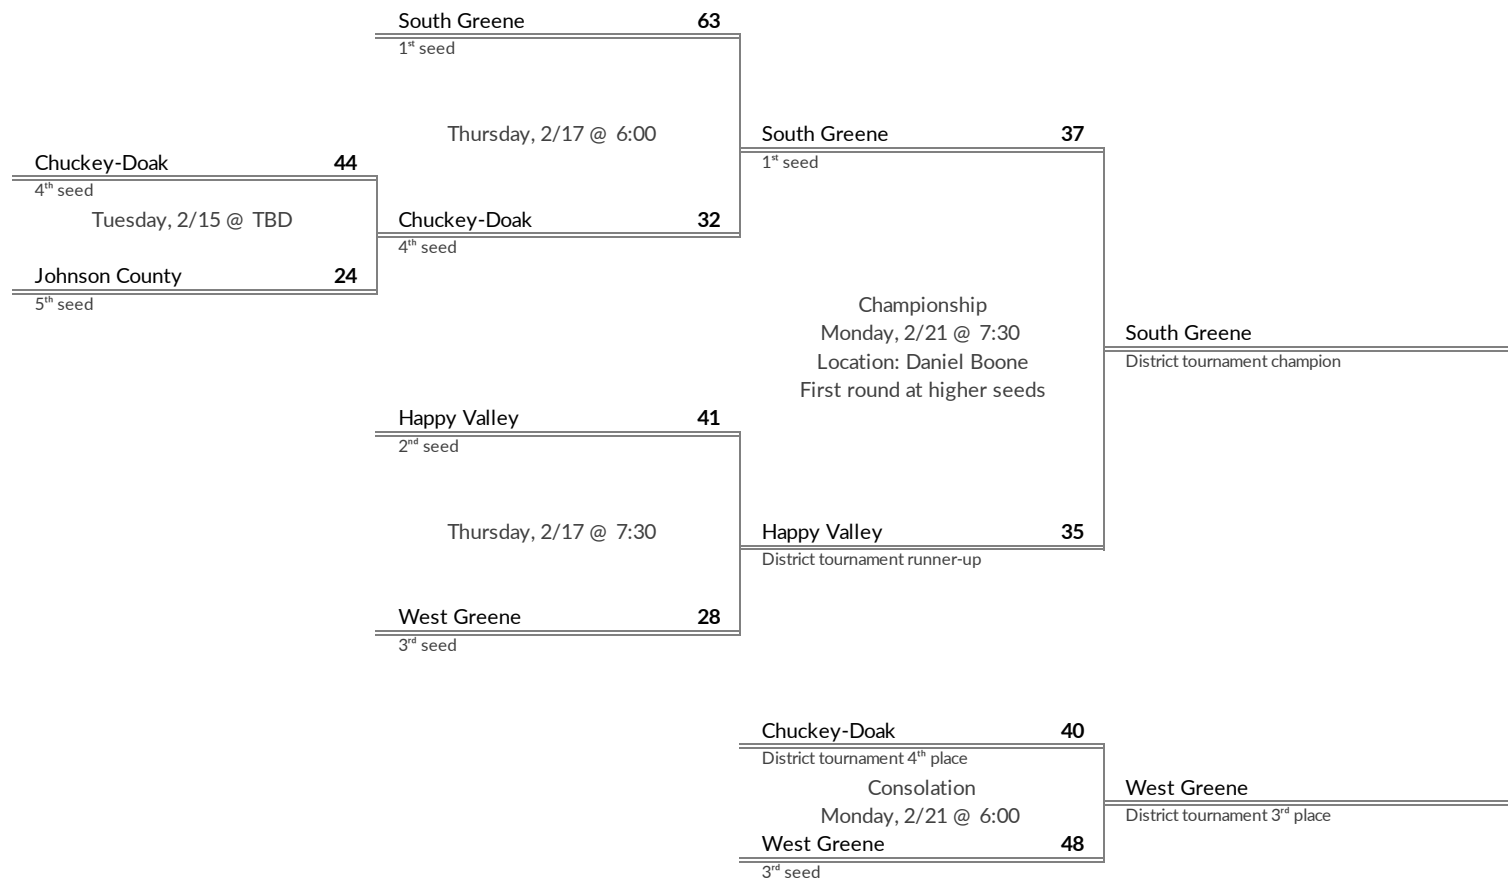 South Greene 63
1st seed
Thursday, 2/17 @ 6:00
South Greene 37
1st seed
Chuckey-Doak 44
4th seed
Tuesday, 2/15 @ TBD
Chuckey-Doak 32
4th seed
Johnson County 24
5th seed
Championship
Monday, 2/21 @ 7:30
Location: Daniel Boone
First round at higher seeds
South Greene
District tournament champion
Happy Valley 41
2nd seed
Thursday, 2/17 @ 7:30
Happy Valley 35
District tournament runner-up
West Greene 28
3rd seed
Chuckey-Doak 40
District tournament 4th place
Consolation
Monday, 2/21 @ 6:00
West Greene
District tournament 3rd place
West Greene 48
3rd seed